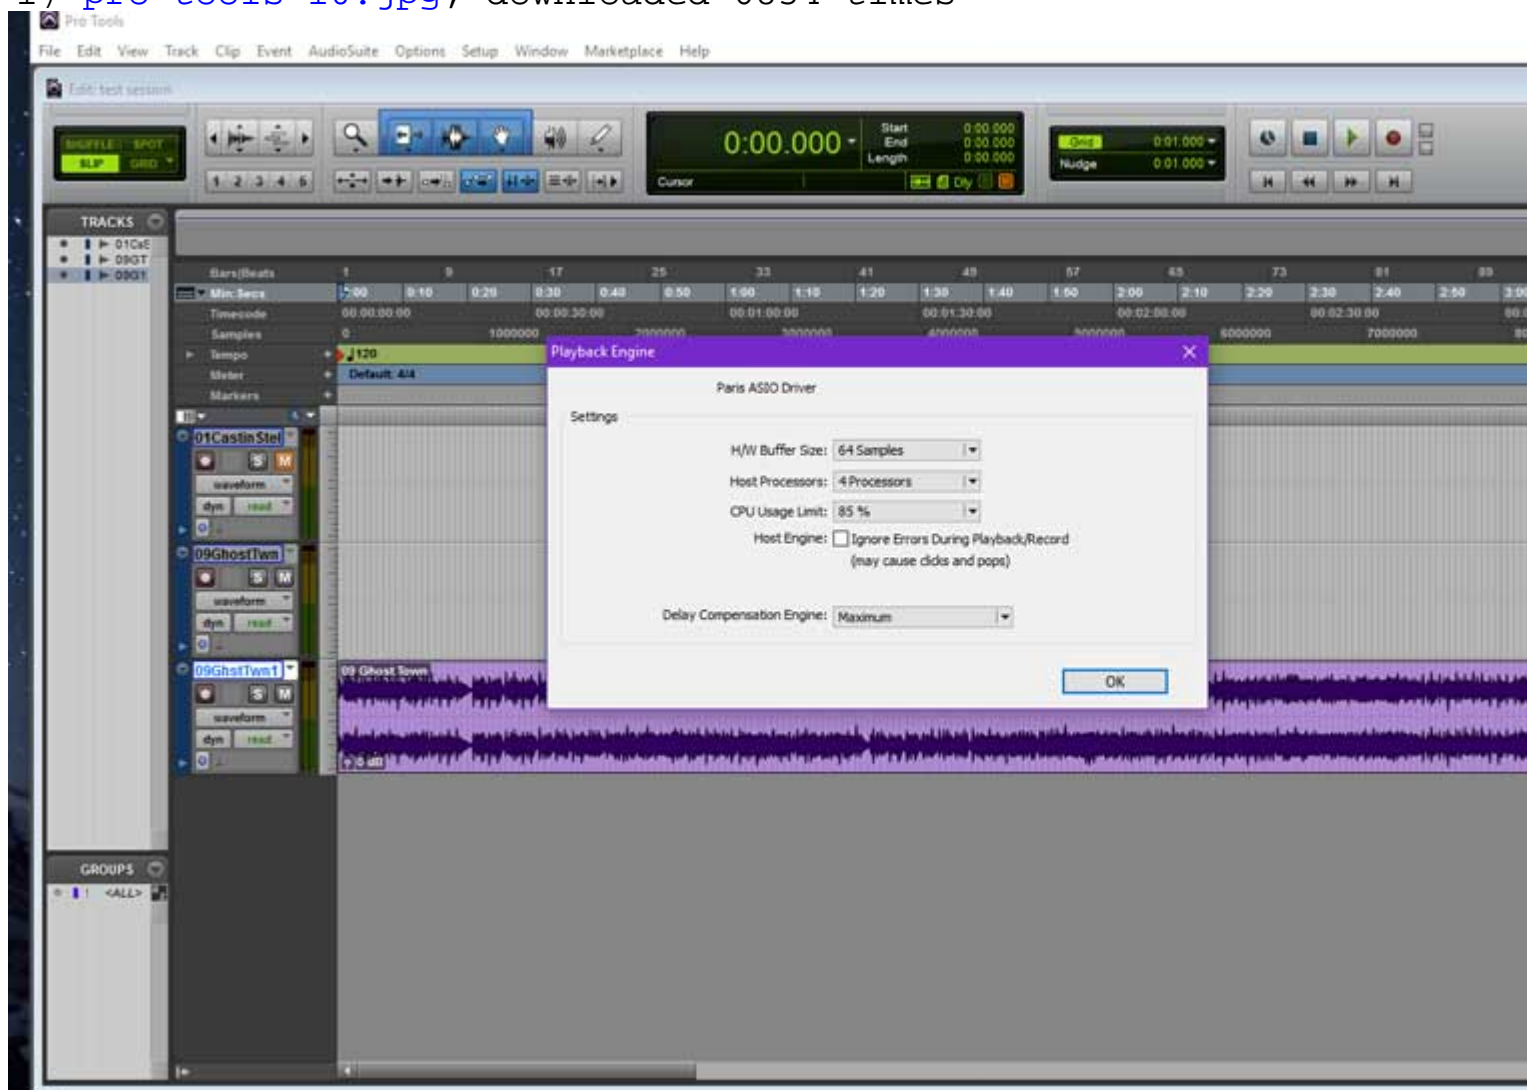 1) pro tools 10.jpg, downloaded 6634 times
Pro Tools
File Edit View Track Clip Event AudioSuite Options Setup Window Marketplace Help
Edit: test session
SHUFFLE SPOT
SLIP GRID
1 2 3 4 5
0:00.000
Start 0:00.000
End 0:00.000
Length 0:00.000
Cursor
Dly
Grid 0:01.000
Nudge 0:01.000
TRACKS
01CaS
09GT
09G1
Bars|Beats 1 9 17 25 33 41 49 57 65 73 81 89
Min:Secs 0:00 0:10 0:20 0:30 0:40 0:50 1:00 1:10 1:20 1:30 1:40 1:50 2:00 2:10 2:20 2:30 2:40 2:50 3:00
Timecode 00:00:00:00 00:00:30:00 00:01:00:00 00:01:30:00 00:02:00:00 00:02:30:00
Samples 0 1000000 2000000 3000000 4000000 5000000 6000000 7000000
Tempo 120
Meter Default: 4/4
Markers
Playback Engine
Paris ASIO Driver
Settings
H/W Buffer Size: 64 Samples
Host Processors: 4 Processors
CPU Usage Limit: 85 %
Host Engine: Ignore Errors During Playback/Record
(may cause clicks and pops)
Delay Compensation Engine: Maximum
OK
01CastinStel
S M
waveform
dyn read
09GhostTwn
S M
waveform
dyn read
09GhstTwn1
S M
waveform
dyn read
09 Ghost Town
0 dB
GROUPS
! <ALL>